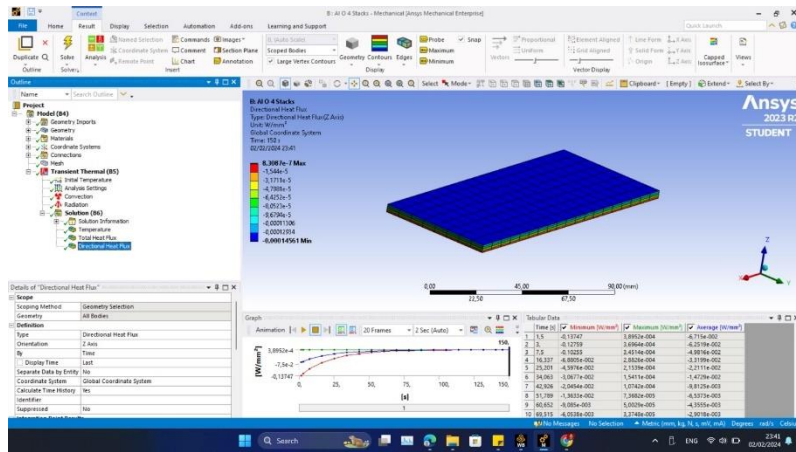 Context
B : Al O 4 Stacks - Mechanical [Ansys Mechanical Enterprise]
File Home Result Display Selection Automation Add-ons Learning and Support
Quick Launch
Duplicate Q Solve Analysis Named Selection Commands Images Section Plane Scoped Bodies Probe Snap Proportional Element Aligned Line Form X Axis
Coordinate System Comment Maximum Uniform Grid Aligned Solid Form Y Axis
Remote Point Chart Annotation Large Vertex Contours Geometry Contours Edges Minimum Vectors Origin Z Axis Capped Isosurface Views
Outline Solver Insert Display Vector Display
Outline
Name Search Outline
Select Mode Clipboard [Empty] Extend Select By
Project
Model (B4)
Geometry Imports
Geometry
Materials
Coordinate Systems
Connections
Mesh
Transient Thermal (B5)
Initial Temperature
Analysis Settings
Convection
Radiation
Solution (B6)
Solution Information
Temperature
Total Heat Flux
Directional Heat Flux
B: Al O 4 Stacks
Directional Heat Flux
Type: Directional Heat Flux(Z Axis)
Unit: W/mm²
Global Coordinate System
Time: 150 s
02/02/2024 23:41
8,3087e-7 Max
-1,544e-5
-3,1711e-5
-4,7981e-5
-6,4252e-5
-8,0523e-5
-9,6794e-5
-0,00011306
-0,00012934
-0,00014561 Min
Ansys
2023 R2
STUDENT
Z
X
Y
0,00 45,00 90,00 (mm)
22,50 67,50
Details of "Directional Heat Flux"
Scope
Scoping Method Geometry Selection
Geometry All Bodies
Definition
Type Directional Heat Flux
Orientation Z Axis
By Time
Display Time Last
Separate Data by Entity No
Coordinate System Global Coordinate System
Calculate Time History Yes
Identifier
Suppressed No
Graph
Animation 20 Frames 2 Sec (Auto)
150,
3,8952e-4
-7,5e-2
-0,13747
[W/mm²]
0, 25, 50, 75, 100, 125, 150,
[s]
1
Tabular Data
Time [s] Minimum [W/mm²] Maximum [W/mm²] Average [W/mm²]
1 1,5 -0,13747 3,8952e-004 -6,715e-002
2 3, -0,12759 3,6964e-004 -6,2519e-002
3 7,5 -0,10255 3,4514e-004 -4,9816e-002
4 16,337 -6,8805e-002 2,8826e-004 -3,3199e-002
5 25,201 -4,5976e-002 2,1539e-004 -2,2111e-002
6 34,063 -3,0677e-002 1,5411e-004 -1,4729e-002
7 42,926 -2,0454e-002 1,0742e-004 -9,8125e-003
8 51,789 -1,3633e-002 7,3682e-005 -6,5373e-003
9 60,652 -9,085e-003 5,0029e-005 -4,3555e-003
10 69,515 -6,0538e-003 3,3748e-005 -2,9018e-003
No Messages No Selection Metric (mm, kg, N, s, mV, mA) Degrees rad/s Celsius
Search
ENG 23:41
02/02/2024